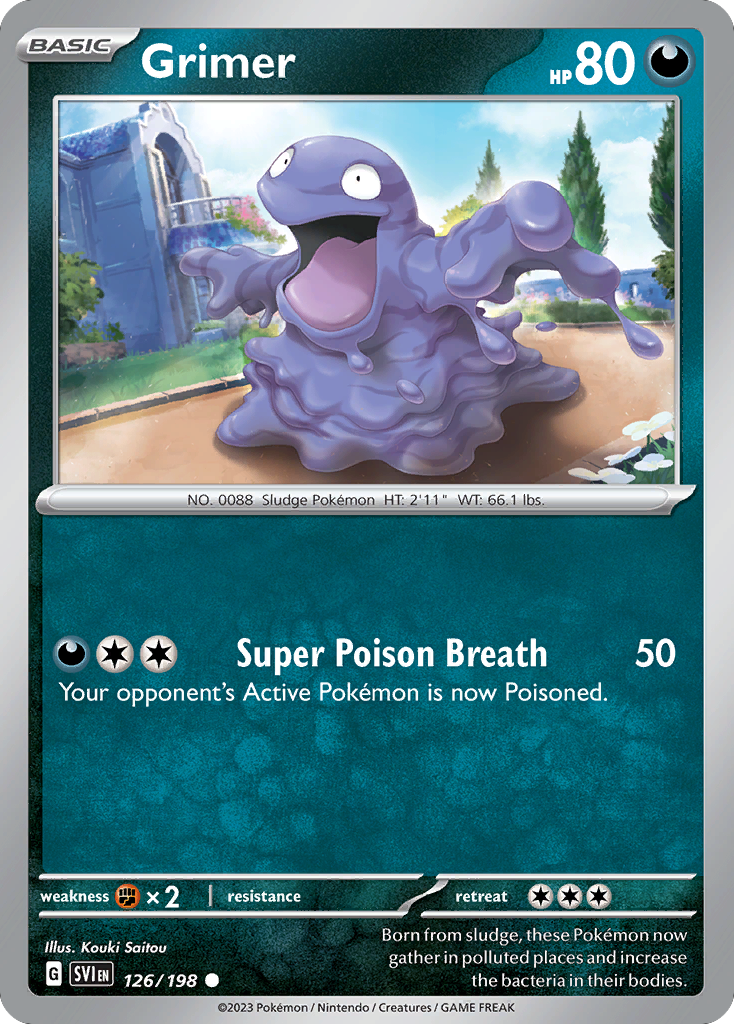 BASIC
Grimer
HP 80
NO. 0088 Sludge Pokémon HT: 2'11" WT: 66.1 lbs.
Super Poison Breath 50
Your opponent's Active Pokémon is now Poisoned.
weakness ×2 resistance retreat
Illus. Kouki Saitou
Born from sludge, these Pokémon now
gather in polluted places and increase
the bacteria in their bodies.
G SVI EN 126/198
©2023 Pokémon / Nintendo / Creatures / GAME FREAK